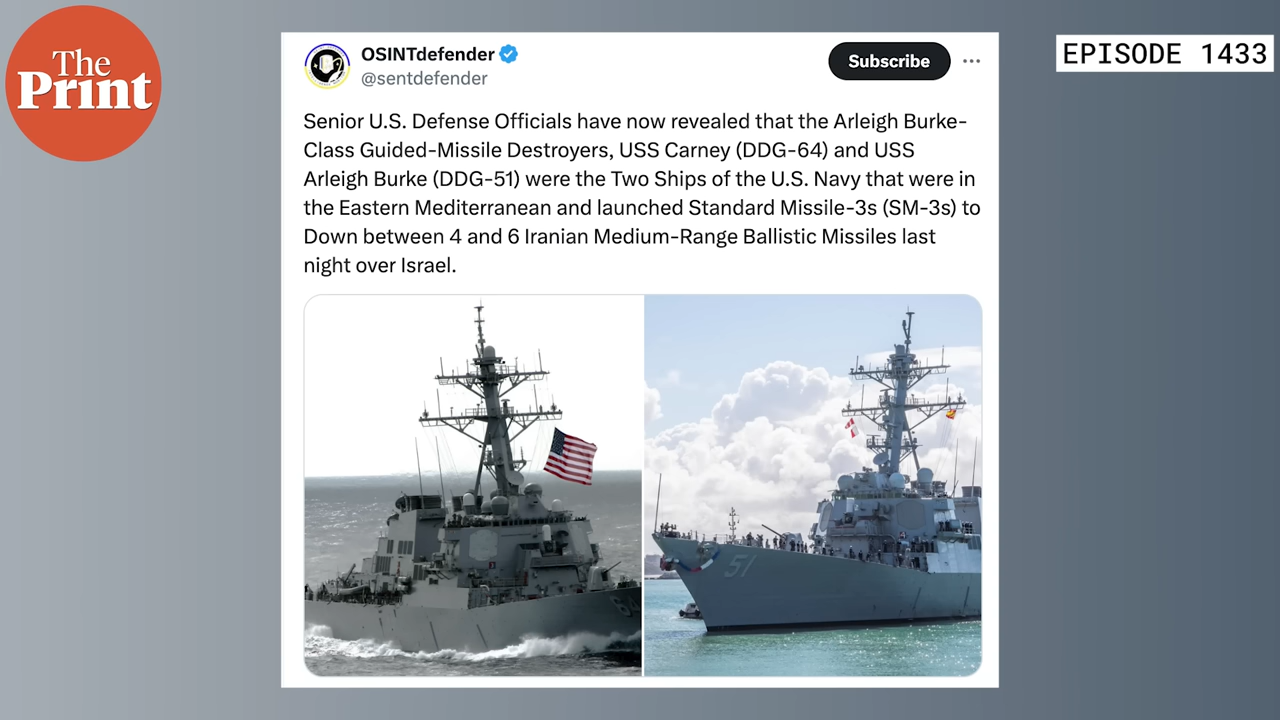 The
Print
EPISODE 1433
OSINTdefender
@sentdefender
Subscribe
Senior U.S. Defense Officials have now revealed that the Arleigh Burke-
Class Guided-Missile Destroyers, USS Carney (DDG-64) and USS
Arleigh Burke (DDG-51) were the Two Ships of the U.S. Navy that were in
the Eastern Mediterranean and launched Standard Missile-3s (SM-3s) to
Down between 4 and 6 Iranian Medium-Range Ballistic Missiles last
night over Israel.
51